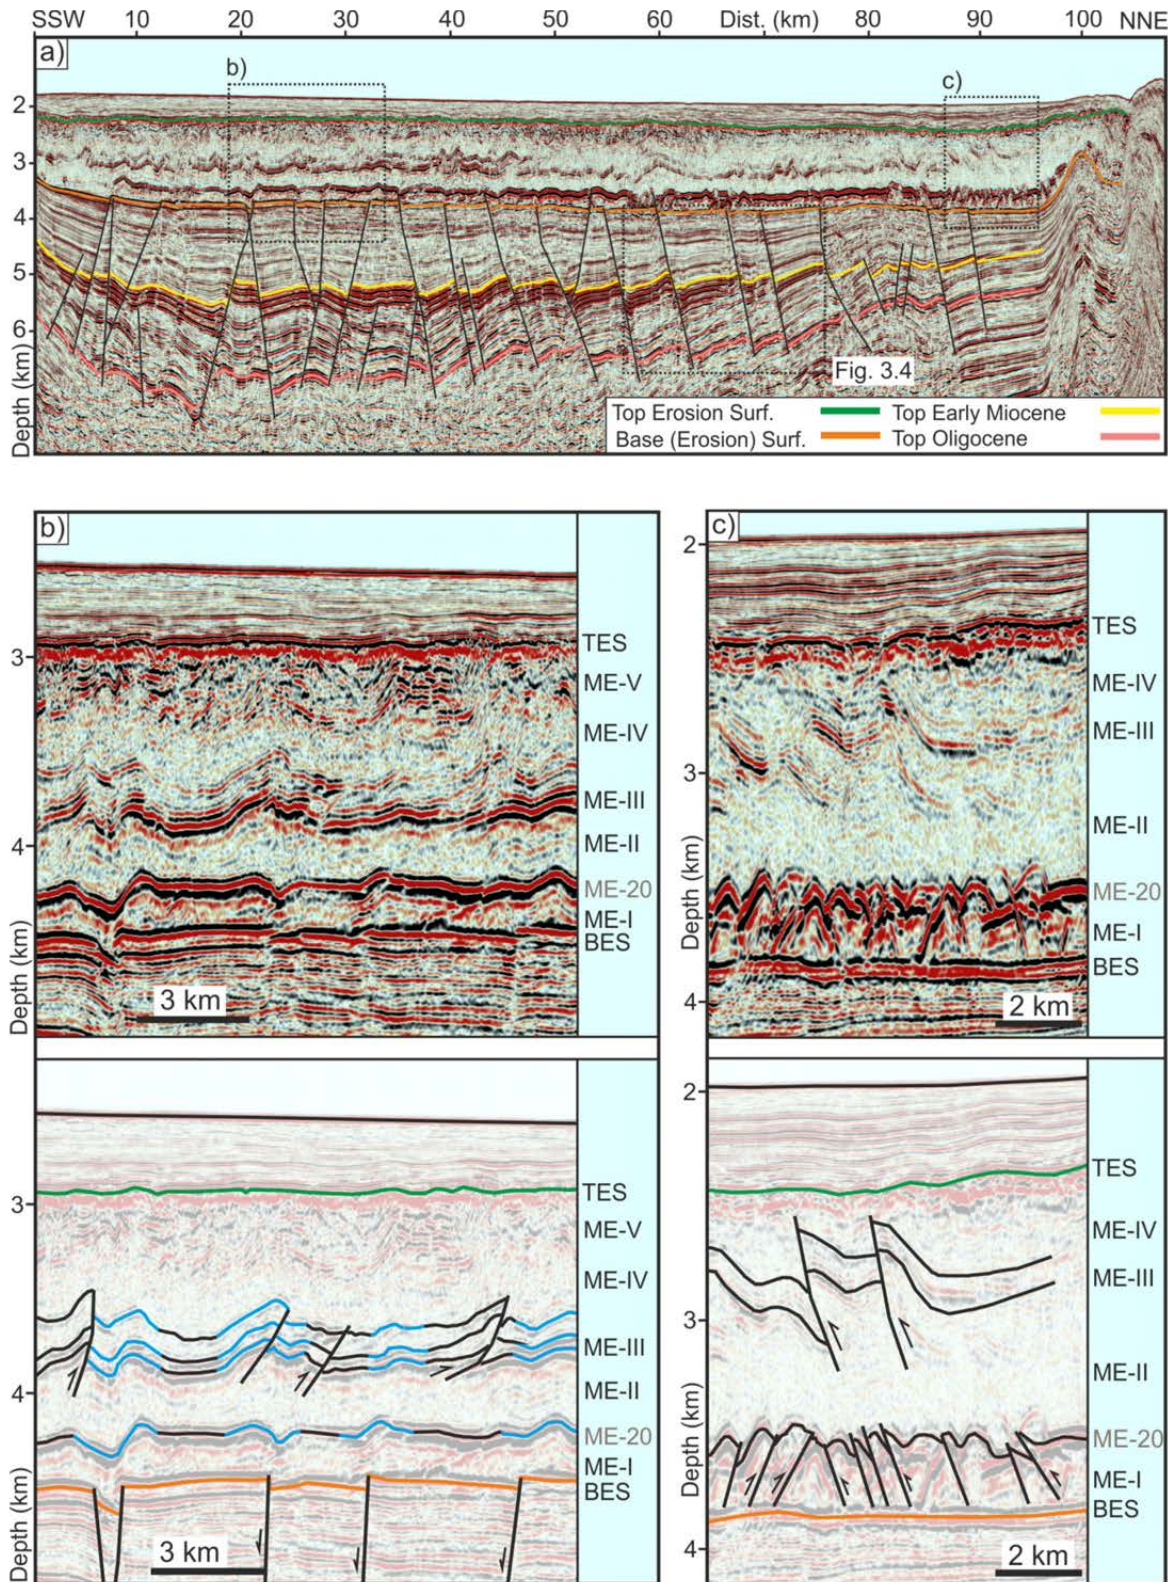 SSW 10 20 30 40 50 60 Dist. (km) 80 90 100 NNE
a)
b)
c)
2
3
4
5
6
Depth (km)
Fig. 3.4
Top Erosion Surf. Top Early Miocene
Base (Erosion) Surf. Top Oligocene
b)
3
4
Depth (km)
TES
ME-V
ME-IV
ME-III
ME-II
ME-20
ME-I
BES
3 km
c)
2
3
4
Depth (km)
TES
ME-IV
ME-III
ME-II
ME-20
ME-I
BES
2 km
3
4
Depth (km)
TES
ME-V
ME-IV
ME-III
ME-II
ME-20
ME-I
BES
3 km
2
3
4
Depth (km)
TES
ME-IV
ME-III
ME-II
ME-20
ME-I
BES
2 km